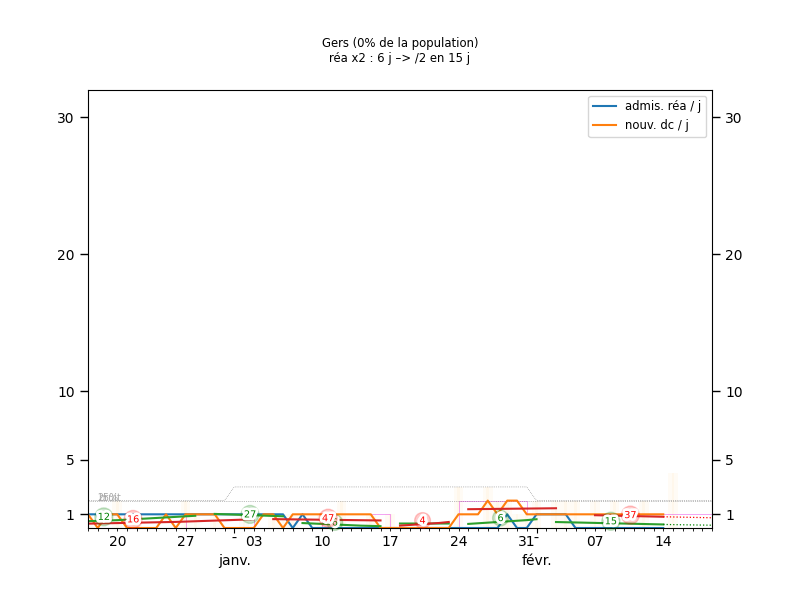 Gers (0% de la population)
réa x2 : 6 j –> /2 en 15 j
admis. réa / j
nouv. dc / j
30 30
20 20
10 10
5 5
1 1
12 16 27 47 4 6 15 37
20 27 - 03 10 17 24 31- 07 14
janv. févr.